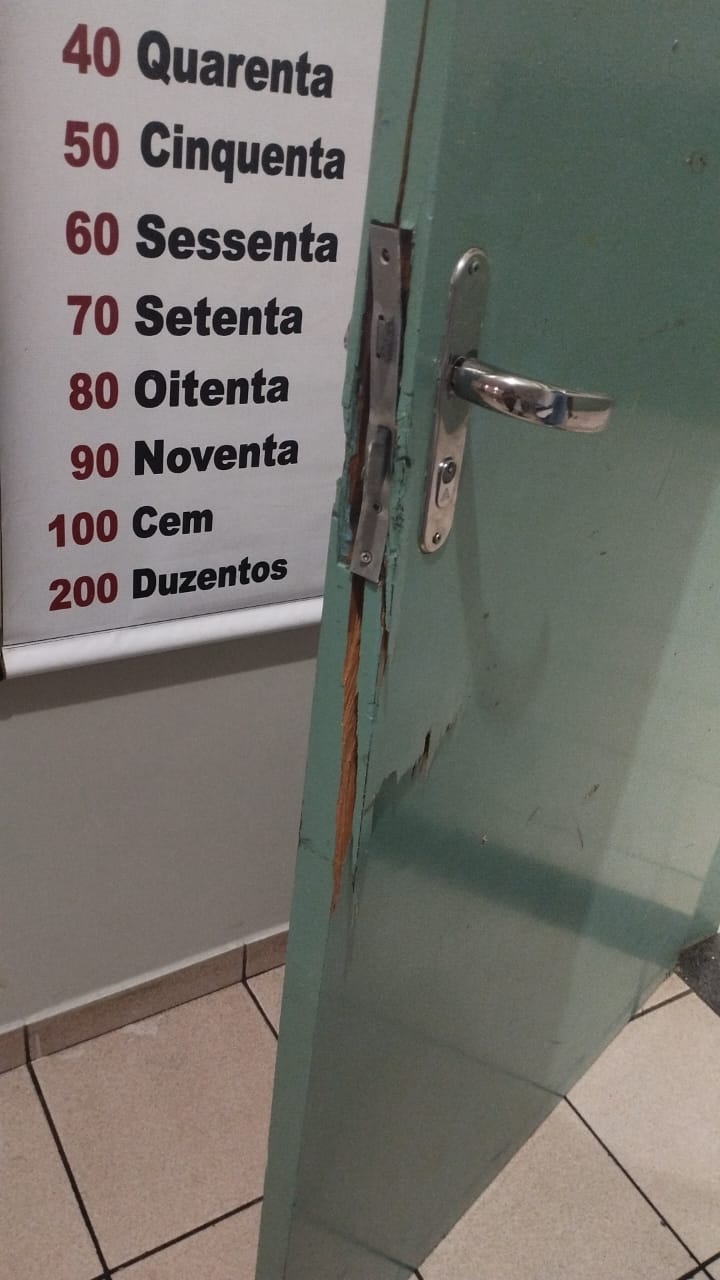 40 Quarenta
50 Cinquenta
60 Sessenta
70 Setenta
80 Oitenta
90 Noventa
100 Cem
200 Duzentos